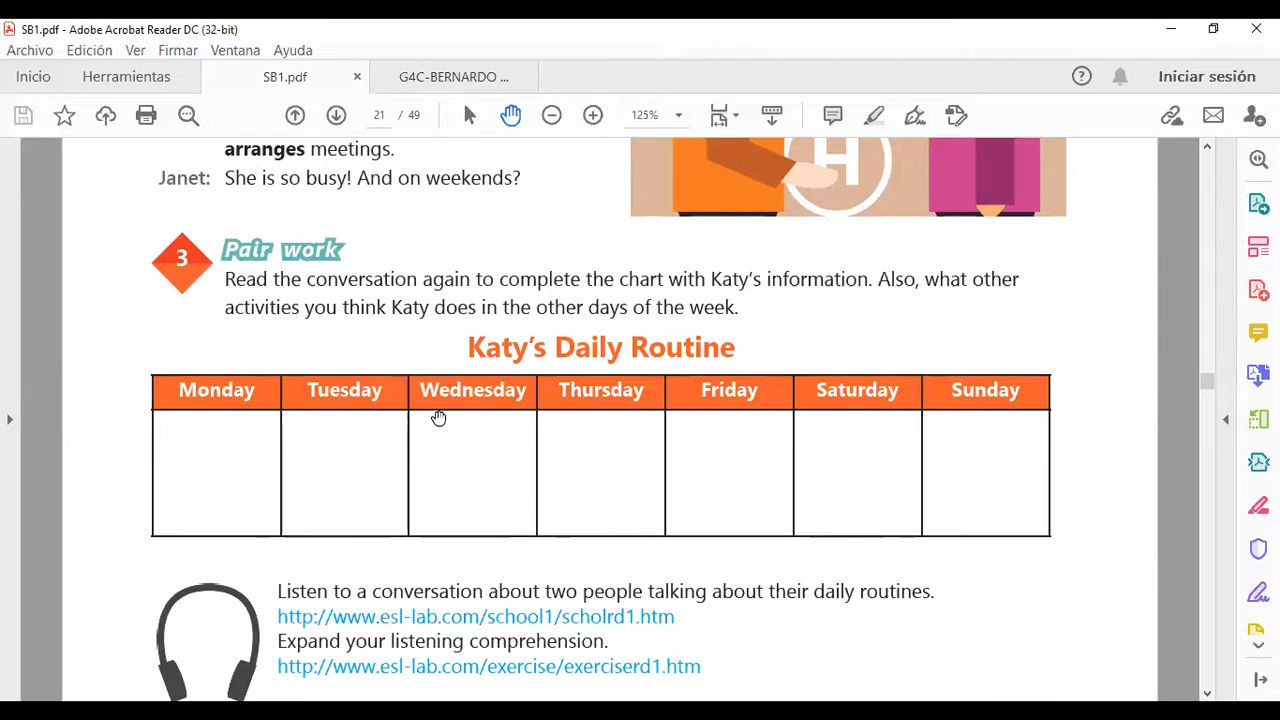 SB1.pdf - Adobe Acrobat Reader DC (32-bit)
Archivo Edición Ver Firmar Ventana Ayuda
Inicio Herramientas SB1.pdf × G4C-BERNARDO ... Iniciar sesión
21 / 49 125%
arranges meetings.
Janet: She is so busy! And on weekends?
H
3 Pair work
Read the conversation again to complete the chart with Katy's information. Also, what other
activities you think Katy does in the other days of the week.
Katy's Daily Routine
Monday Tuesday Wednesday Thursday Friday Saturday Sunday
Listen to a conversation about two people talking about their daily routines.
http://www.esl-lab.com/school1/scholrd1.htm
Expand your listening comprehension.
http://www.esl-lab.com/exercise/exerciserd1.htm